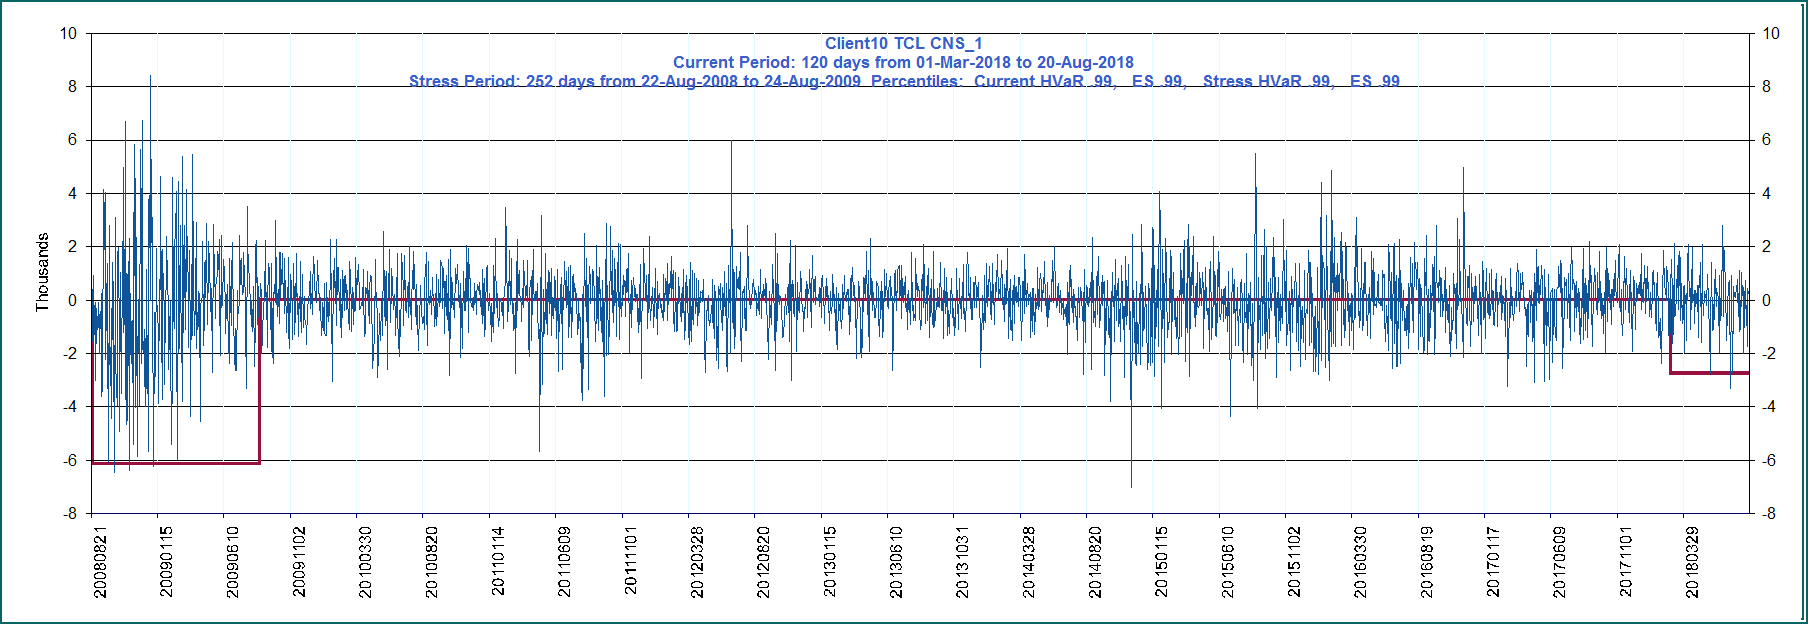 Client10 TCL CNS_1
Current Period: 120 days from 01-Mar-2018 to 20-Aug-2018
Stress Period: 252 days from 22-Aug-2008 to 24-Aug-2009 Percentiles: Current HVaR .99, ES .99, Stress HVaR .99, ES .99
10 10
8 8
6 6
4 4
2 2
Thousands
0 0
-2 -2
-4 -4
-6 -6
-8 -8
20080821 20090115 20090610 20091102 20100330 20100820 20110114 20110609 20111101 20120328 20120820 20130115 20130610 20131031 20140328 20140820 20150115 20150610 20151102 20160330 20160819 20170117 20170609 20171101 20180329